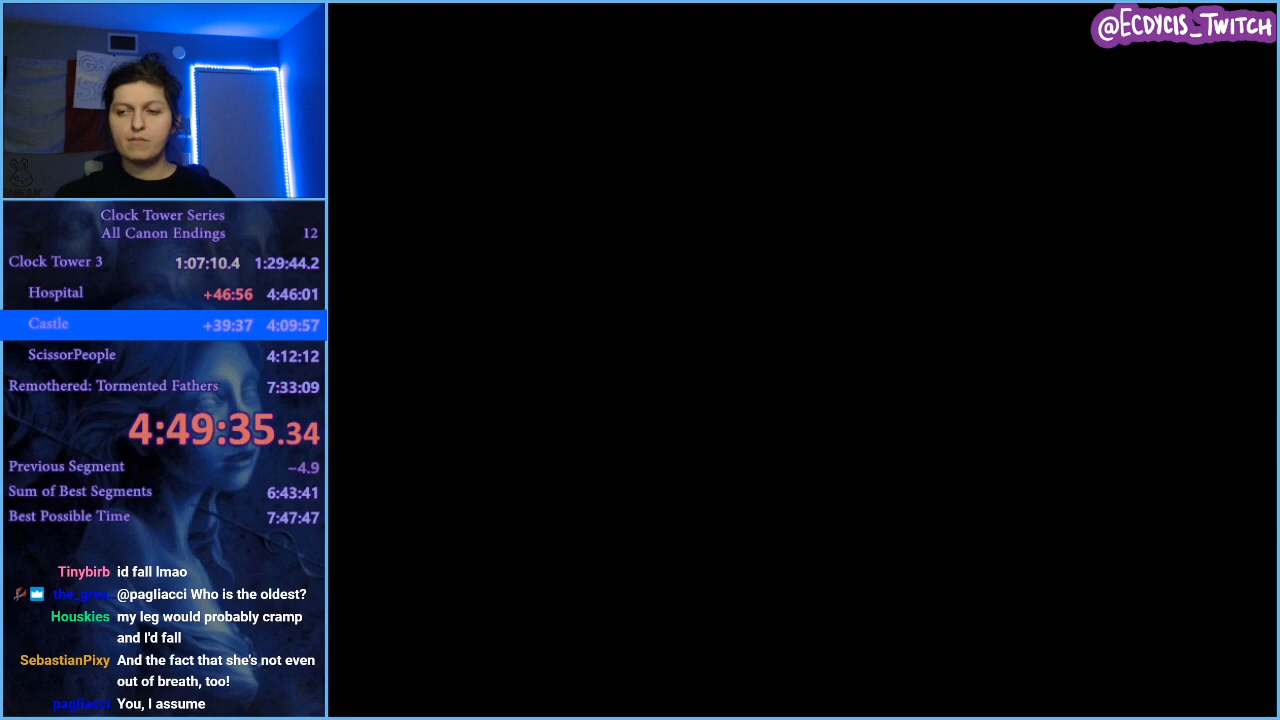 @ECDYCIS_TWITCH
Clock Tower Series
All Canon Endings 12
Clock Tower 3 1:07:10.4 1:29:44.2
Hospital +46:56 4:46:01
Castle +39:37 4:09:57
ScissorPeople 4:12:12
Remothered: Tormented Fathers 7:33:09
4:49:35.34
Previous Segment −4.9
Sum of Best Segments 6:43:41
Best Possible Time 7:47:47
Tinybirb id fall lmao
@pagliacci Who is the oldest?
Houskies my leg would probably cramp
and I'd fall
SebastianPixy And the fact that she's not even
out of breath, too!
pagliacci You, I assume